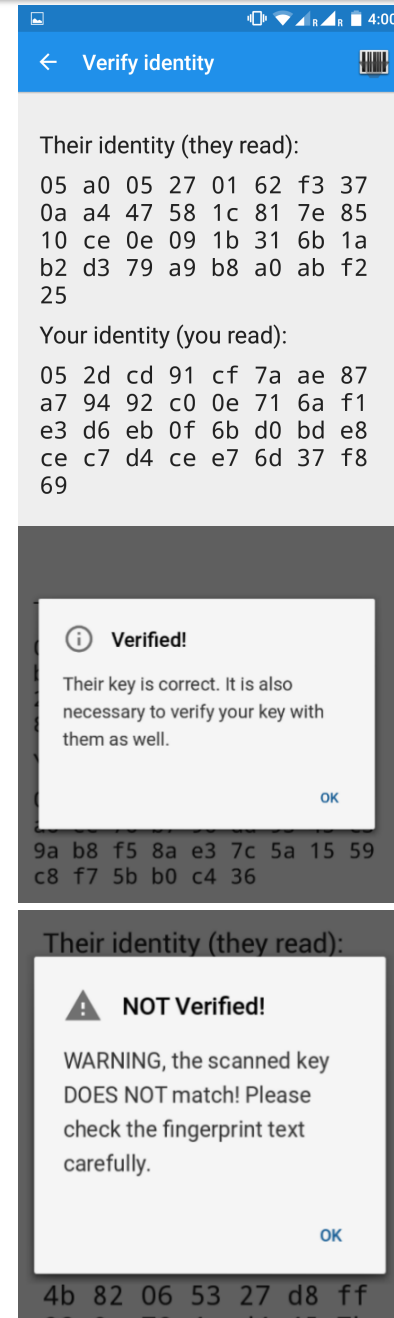 R R 4:00
Verify identity
Their identity (they read):
05 a0 05 27 01 62 f3 37
0a a4 47 58 1c 81 7e 85
10 ce 0e 09 1b 31 6b 1a
b2 d3 79 a9 b8 a0 ab f2
25
Your identity (you read):
05 2d cd 91 cf 7a ae 87
a7 94 92 c0 0e 71 6a f1
e3 d6 eb 0f 6b d0 bd e8
ce c7 d4 ce e7 6d 37 f8
69
Verified!
Their key is correct. It is also
necessary to verify your key with
them as well.
OK
9a b8 f5 8a e3 7c 5a 15 59
c8 f7 5b b0 c4 36
Their identity (they read):
NOT Verified!
WARNING, the scanned key
DOES NOT match! Please
check the fingerprint text
carefully.
OK
4b 82 06 53 27 d8 ff